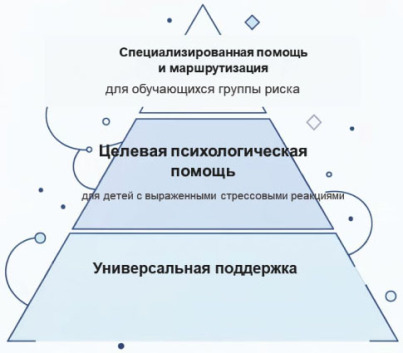 Специализированная помощь
и маршрутизация
для обучающихся группы риска
Целевая психологическая
помощь
для детей с выраженными стрессовыми реакциями
Универсальная поддержка